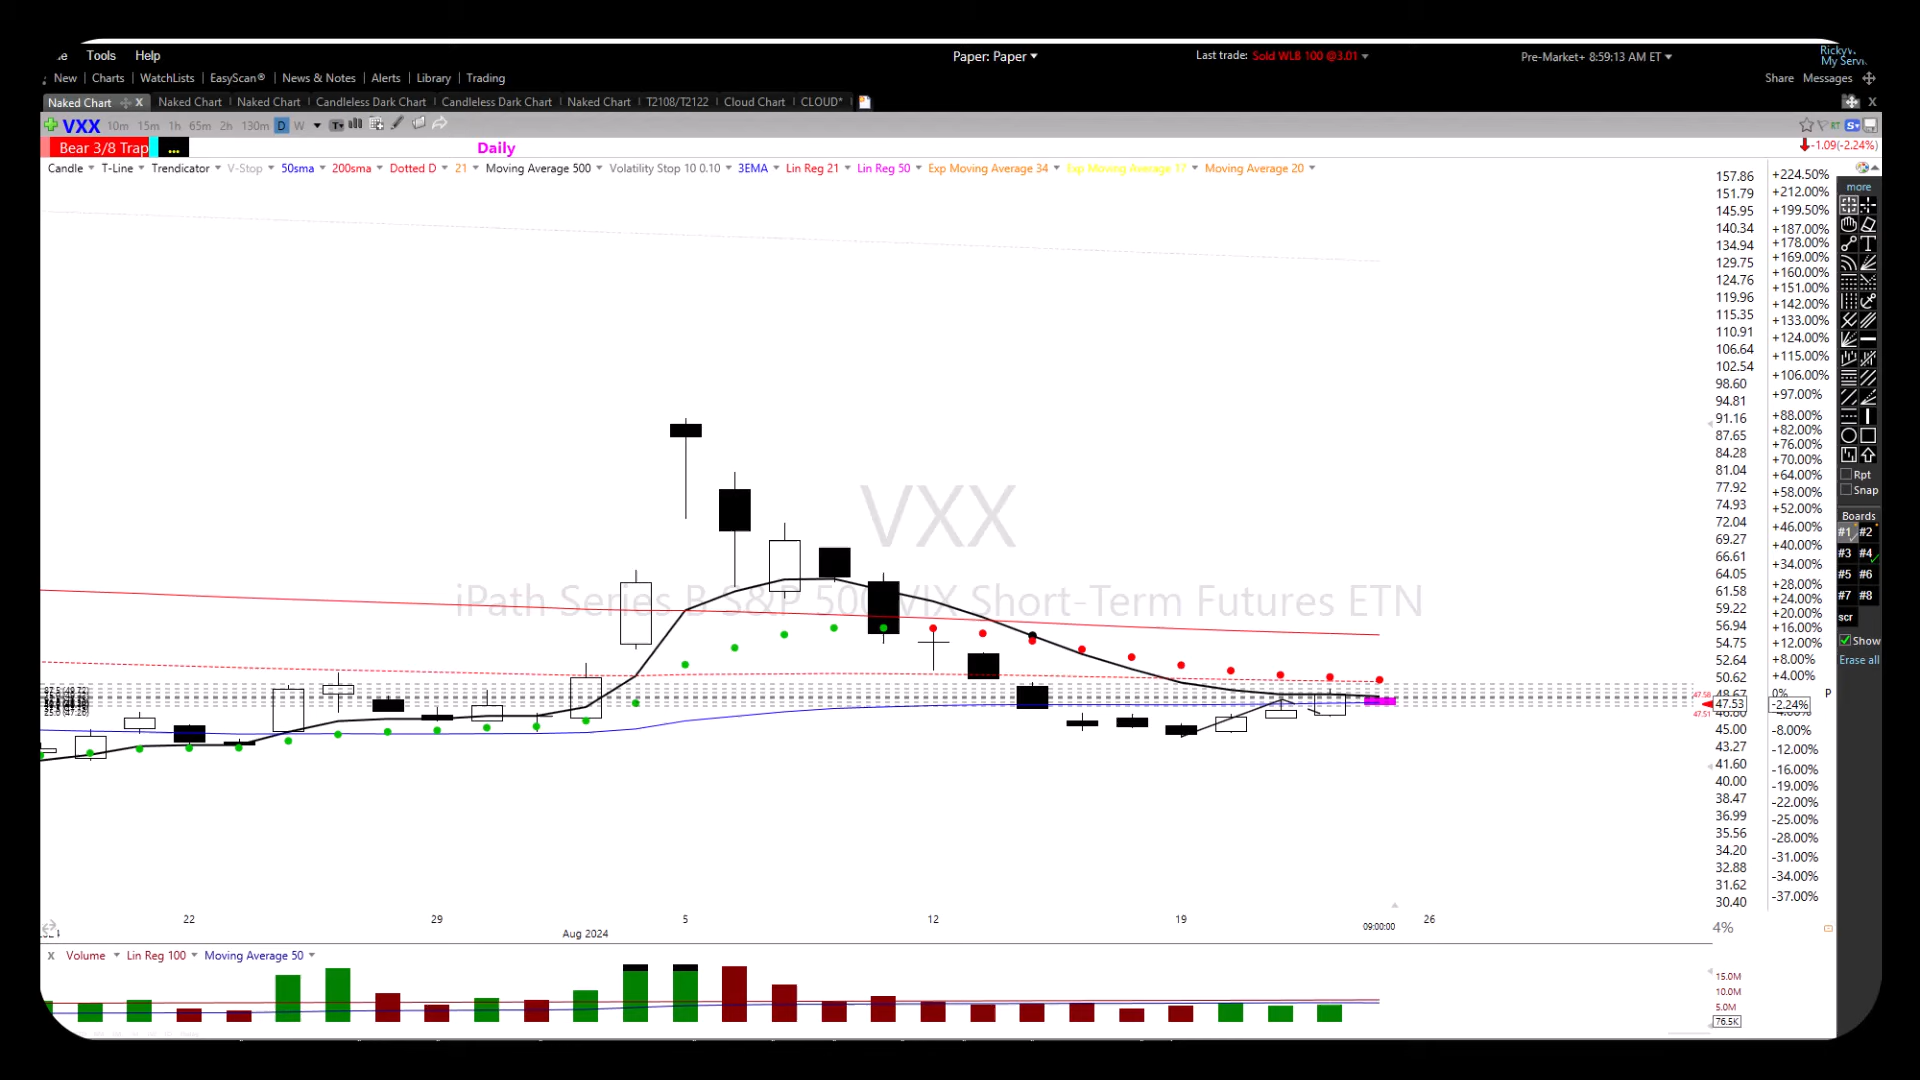 Tools Help Paper: Paper Last trade: Sold WLB 100 @3.01 Pre-Market+ 8:59:13 AM ET
New Charts WatchLists EasyScan® News & Notes Alerts Library Trading Share Messages
Naked Chart X Naked Chart Naked Chart Candleless Dark Chart Candleless Dark Chart Naked Chart T2108/T2122 Cloud Chart CLOUD* X
VXX 10m 15m 1h 65m 2h 130m D W
Bear 3/8 Trap ... Daily -1.09(-2.24%)
Candle T-Line Trendicator V-Stop 50sma 200sma Dotted D 21 Moving Average 500 Volatility Stop 10 0.10 3EMA Lin Reg 21 Lin Reg 50 Exp Moving Average 34 Exp Moving Average 17 Moving Average 20
157.86 +224.50%
151.79 +212.00%
145.95 +199.50%
140.34 +187.00%
134.94 +178.00%
129.75 +169.00%
124.76 +160.00%
119.96 +151.00%
115.35 +142.00%
110.91 +133.00%
106.64 +124.00%
102.54 +115.00%
98.60 +106.00%
94.81 +97.00%
91.16 +88.00%
87.65 +82.00%
84.28 +76.00%
81.04 +70.00%
77.92 +64.00%
74.93 +58.00%
72.04 +52.00%
69.27 +46.00%
66.61 +40.00%
64.05 +34.00%
61.58 +28.00%
59.22 +24.00%
+20.00%
56.94 +16.00%
54.75 +12.00%
52.64 +8.00%
50.62 +4.00%
48.67 0% P
47.53 -2.24%
47.51
45.00 -8.00%
43.27 -12.00%
41.60 -16.00%
40.00 -19.00%
38.47 -22.00%
36.99 -25.00%
35.56 -28.00%
34.20 -31.00%
32.88 -34.00%
31.62 -37.00%
30.40
VXX
iPath Series B S&P 500 VIX Short-Term Futures ETN
more
Rpt
Snap
Boards
#1 #2
#3 #4
#5 #6
#7 #8
scr
Show
Erase all
22 29 5 12 19 26
Aug 2024 09:00:00
4%
X Volume Lin Reg 100 Moving Average 50
15.0M
10.0M
5.0M
76.5K